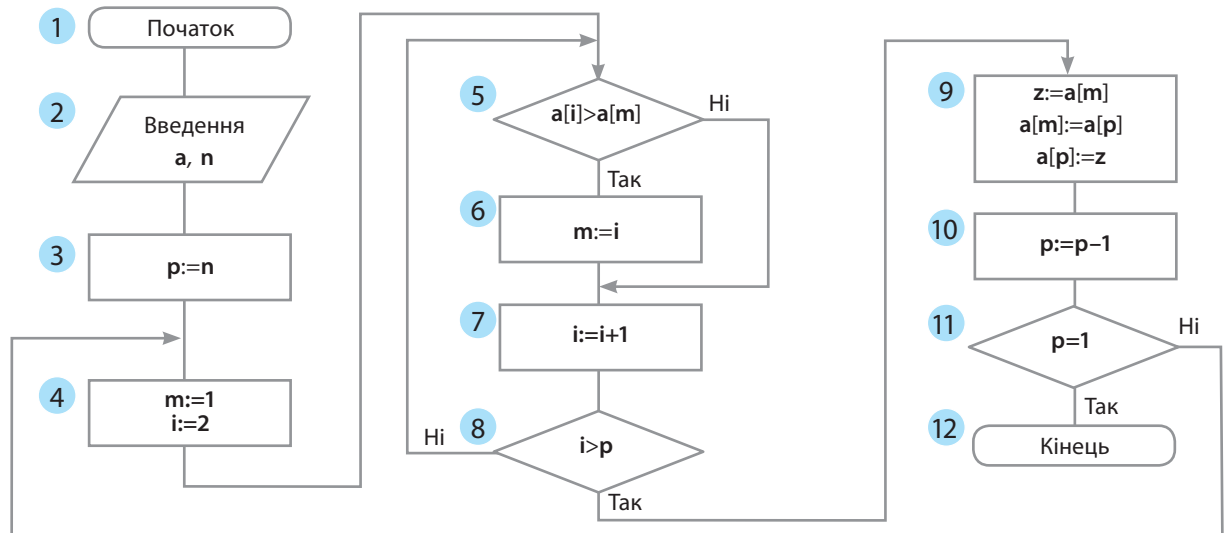 1
Початок
2
Введення
a, n
3
p:=n
4
m:=1
i:=2
5
a[i]>a[m]
Ні
Так
6
m:=i
7
i:=i+1
8
Ні
i>p
Так
9
z:=a[m]
a[m]:=a[p]
a[p]:=z
10
p:=p–1
11
p=1
Ні
Так
12
Кінець